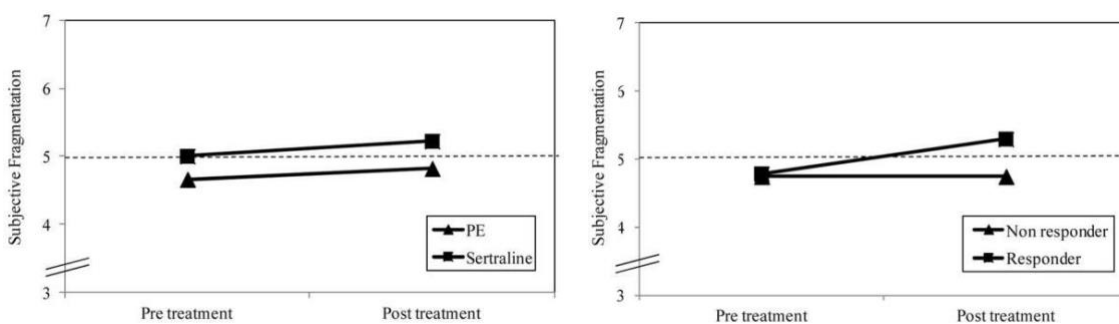 Subjective Fragmentation
7
6
5
4
3
PE
Sertraline
Pre treatment
Post treatment
Subjective Fragmentation
7
6
5
4
3
Non responder
Responder
Pre treatment
Post treatment